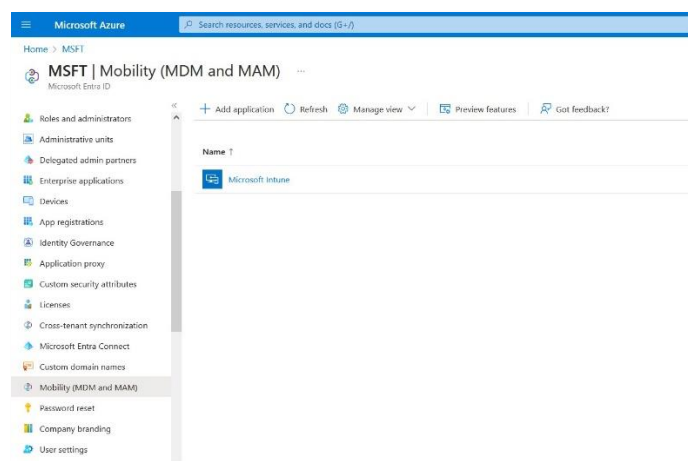 Microsoft Azure
Search resources, services, and docs (G+/)
Home > MSFT
MSFT | Mobility (MDM and MAM) ...
Microsoft Entra ID
Add application Refresh Manage view Preview features Got feedback?
Name ↑
Microsoft Intune
Roles and administrators
Administrative units
Delegated admin partners
Enterprise applications
Devices
App registrations
Identity Governance
Application proxy
Custom security attributes
Licenses
Cross-tenant synchronization
Microsoft Entra Connect
Custom domain names
Mobility (MDM and MAM)
Password reset
Company branding
User settings